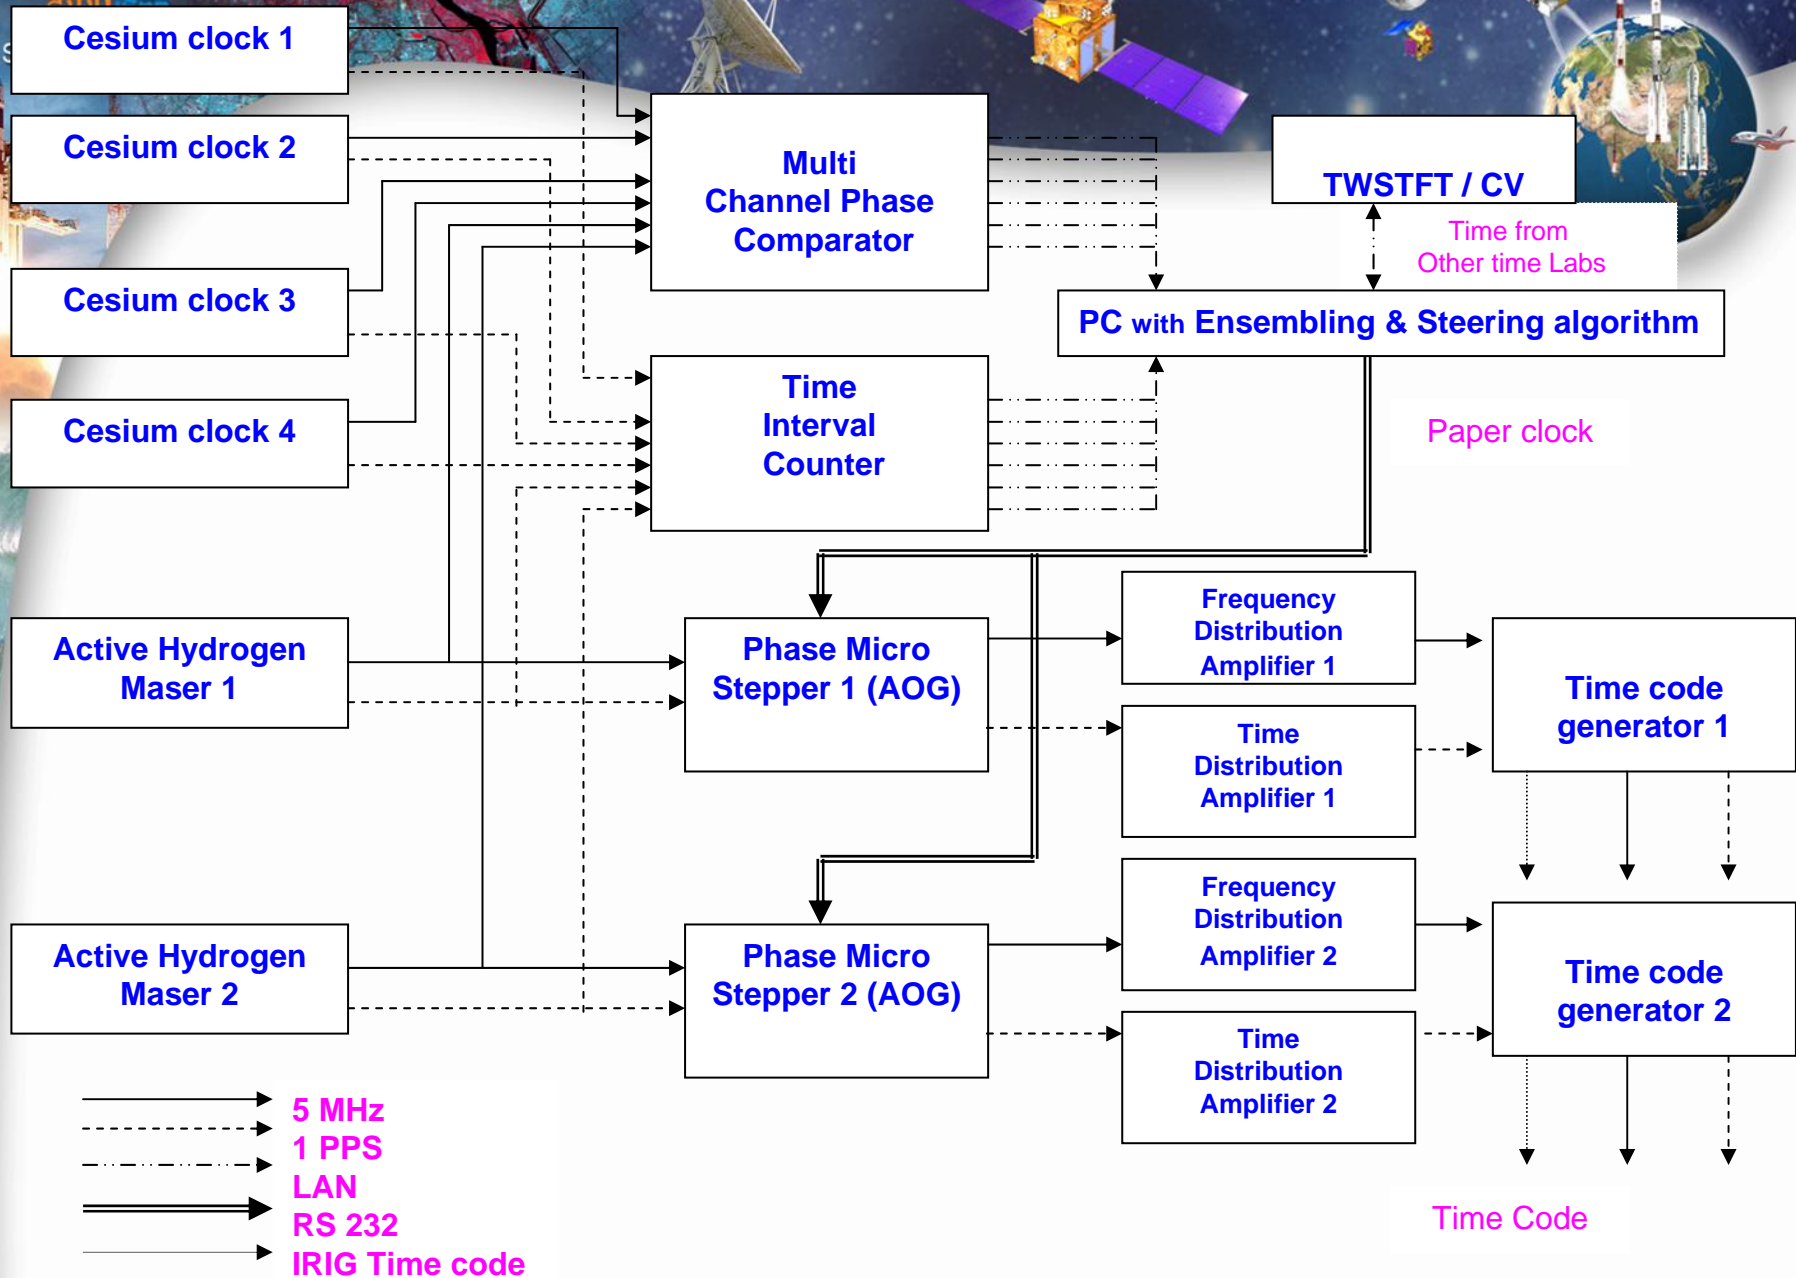 Cesium clock 1
Cesium clock 2
Cesium clock 3
Cesium clock 4
Active Hydrogen
Maser 1
Active Hydrogen
Maser 2
Multi
Channel Phase
Comparator
Time
Interval
Counter
TWSTFT / CV
Time from
Other time Labs
PC with Ensembling & Steering algorithm
Paper clock
Phase Micro
Stepper 1 (AOG)
Phase Micro
Stepper 2 (AOG)
Frequency
Distribution
Amplifier 1
Time
Distribution
Amplifier 1
Frequency
Distribution
Amplifier 2
Time
Distribution
Amplifier 2
Time code
generator 1
Time code
generator 2
Time Code
5 MHz
1 PPS
LAN
RS 232
IRIG Time code